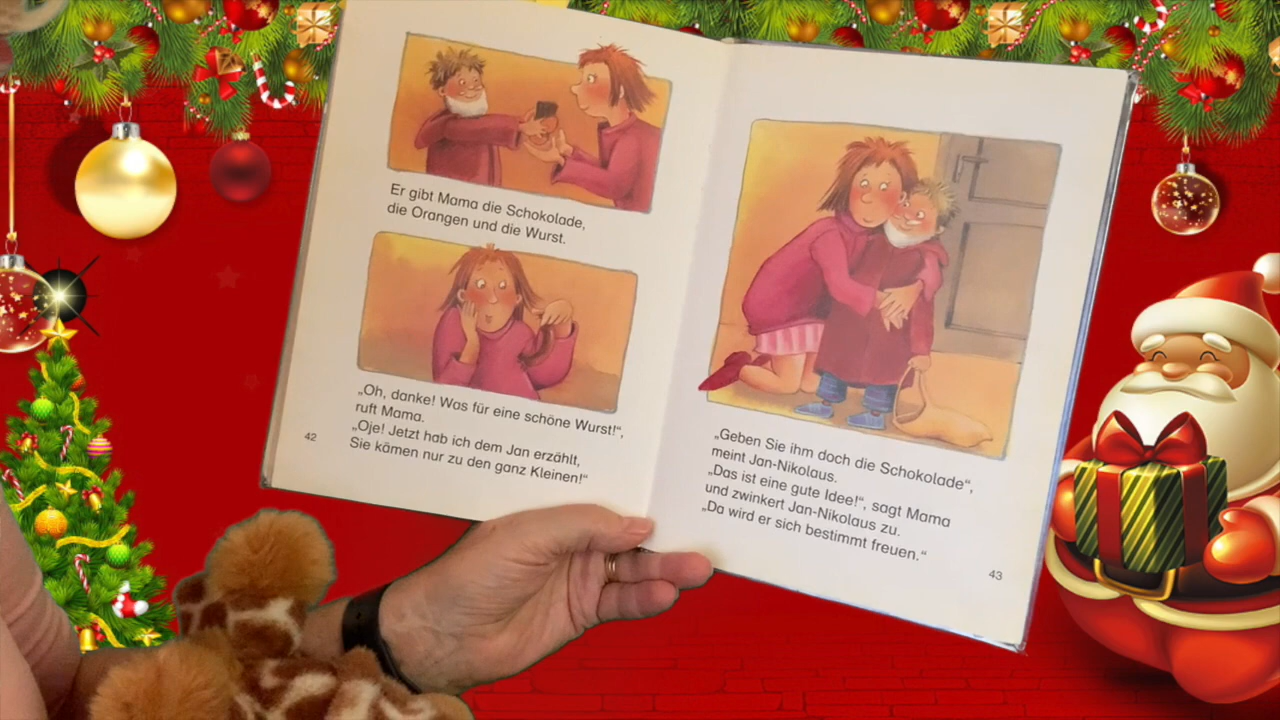 Er gibt Mama die Schokolade,
die Orangen und die Wurst.
„Oh, danke! Was für eine schöne Wurst!“,
ruft Mama.
„Oje! Jetzt hab ich dem Jan erzählt,
Sie kämen nur zu den ganz Kleinen!“
42
„Geben Sie ihm doch die Schokolade“,
meint Jan-Nikolaus.
„Das ist eine gute Idee!“, sagt Mama
und zwinkert Jan-Nikolaus zu.
„Da wird er sich bestimmt freuen.“
43